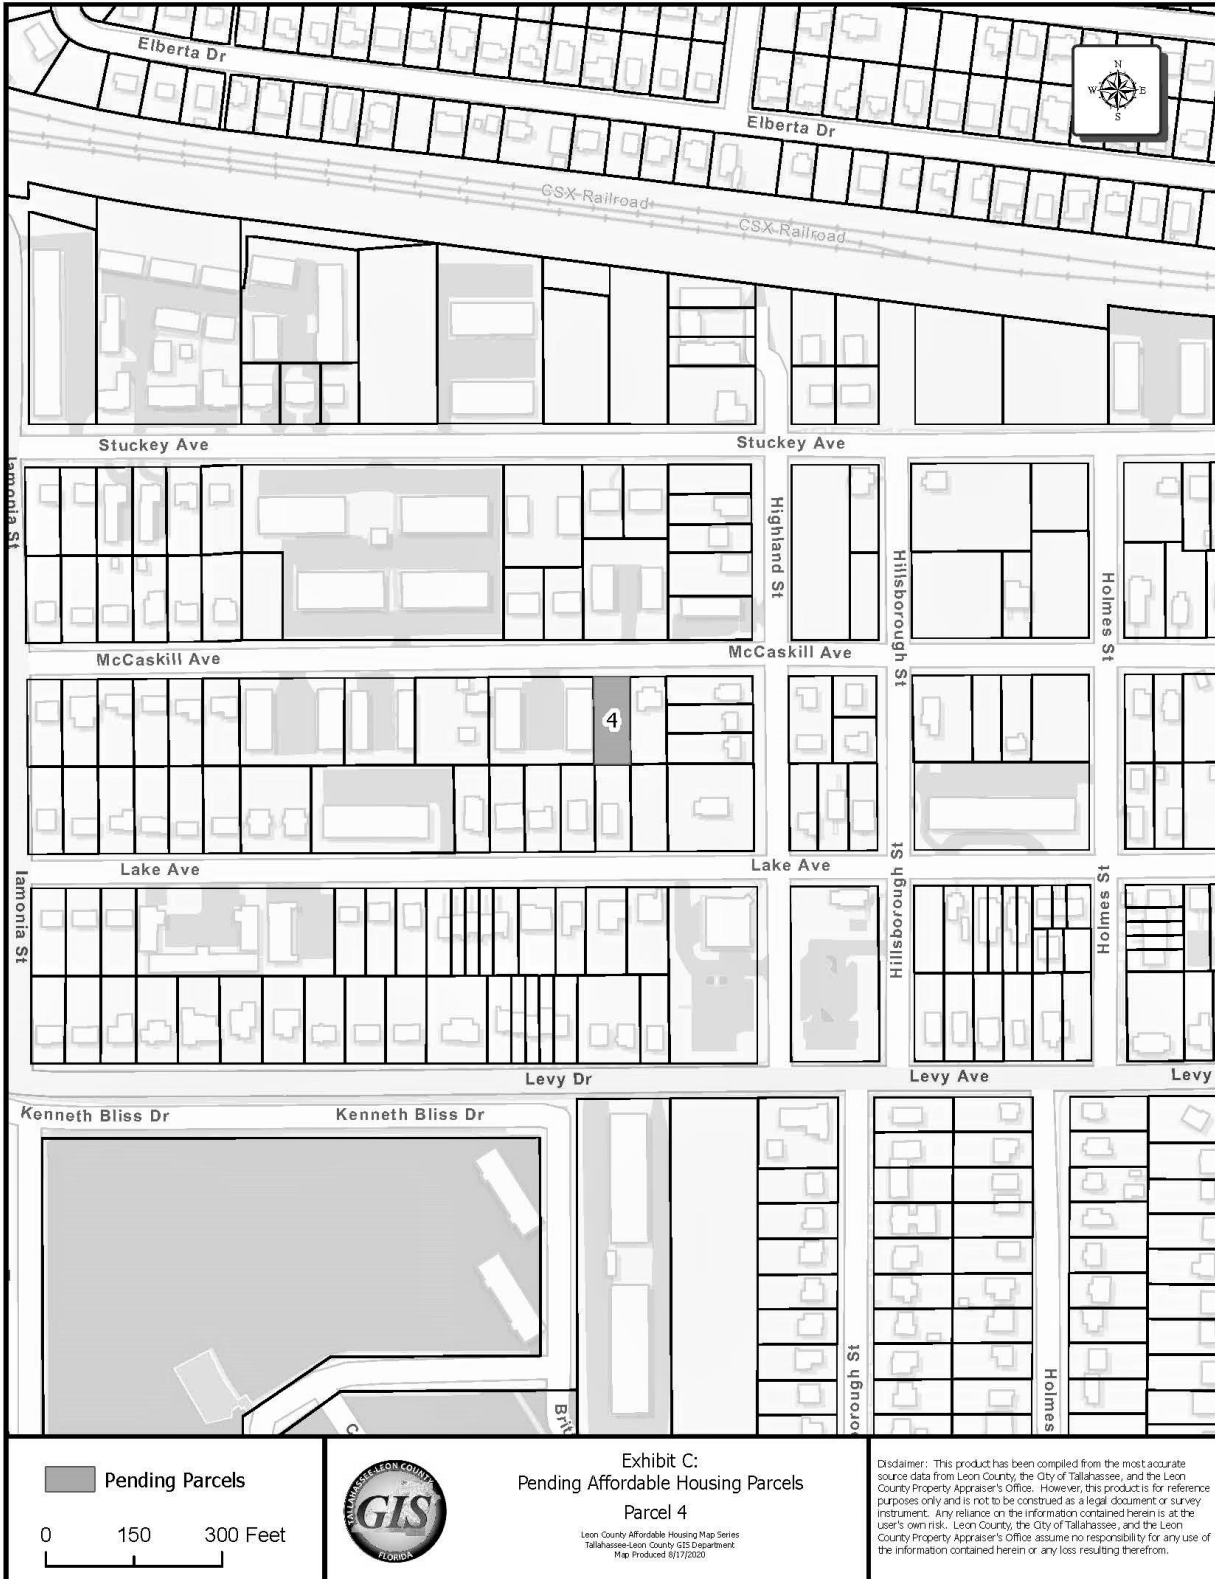 Elberta Dr
N
W E
S
Elberta Dr
CSX Railroad
CSX Railroad
Stuckey Ave
Stuckey Ave
Iamonia St
Highland St
Hillsborough St
Holmes St
McCaskill Ave
McCaskill Ave
4
Lake Ave
Lake Ave
Iamonia St
Hillsborough St
Holmes St
Levy Dr
Levy Ave
Levy
Kenneth Bliss Dr
Kenneth Bliss Dr
orough St
Holmes
Brit
C
Pending Parcels
0 150 300 Feet
TALLAHASSEE-LEON COUNTY
GIS
FLORIDA
Exhibit C:
Pending Affordable Housing Parcels
Parcel 4
Leon County Affordable Housing Map Series
Tallahassee-Leon County GIS Department
Map Produced 8/17/2020
Disclaimer: This product has been compiled from the most accurate
source data from Leon County, the City of Tallahassee, and the Leon
County Property Appraiser's Office. However, this product is for reference
purposes only and is not to be construed as a legal document or survey
instrument. Any reliance on the information contained herein is at the
user's own risk. Leon County, the City of Tallahassee, and the Leon
County Property Appraiser's Office assume no responsibility for any use of
the information contained herein or any loss resulting therefrom.